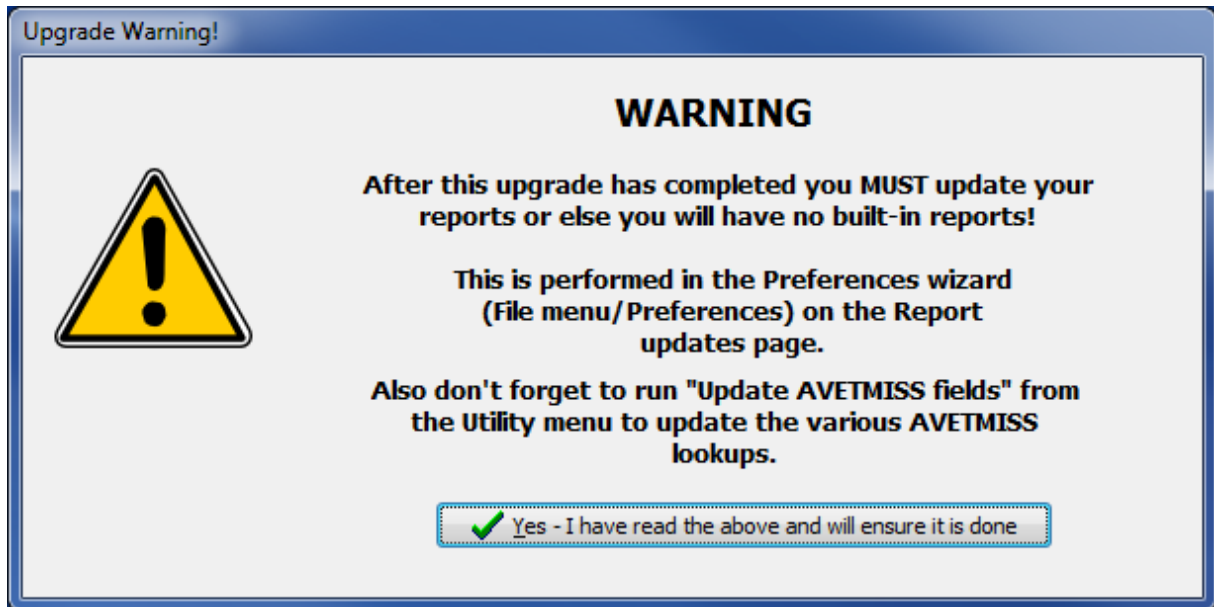 Upgrade Warning!
WARNING
After this upgrade has completed you MUST update your
reports or else you will have no built-in reports!
This is performed in the Preferences wizard
(File menu/Preferences) on the Report
updates page.
Also don't forget to run "Update AVETMISS fields" from
the Utility menu to update the various AVETMISS
lookups.
Yes - I have read the above and will ensure it is done